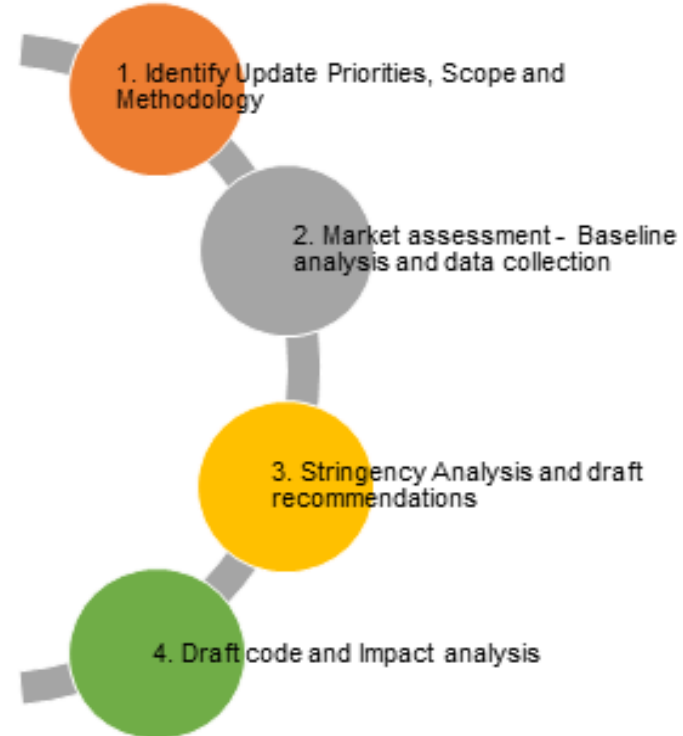 1. Identify Update Priorities, Scope and
Methodology
2. Market assessment - Baseline
analysis and data collection
3. Stringency Analysis and draft
recommendations
4. Draft code and Impact analysis